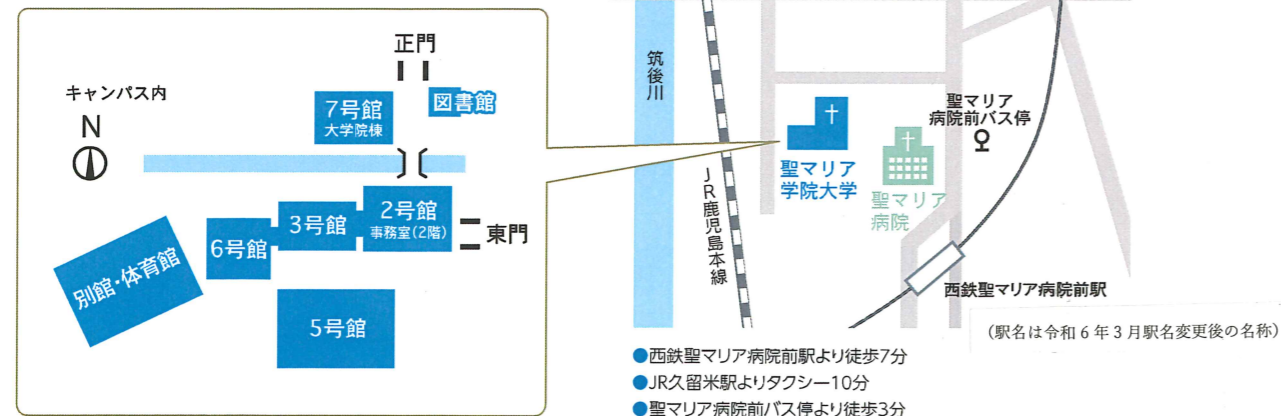 正門
キャンパス内
N
図書館
7号館
大学院棟
2号館
事務室(2階)
3号館
東門
6号館
別館・体育館
5号館
筑後川
JR鹿児島本線
聖マリア
学院大学
聖マリア
病院
聖マリア
病院前バス停
西鉄聖マリア病院前駅
(駅名は令和6年3月駅名変更後の名称)
●西鉄聖マリア病院前駅より徒歩7分
●JR久留米駅よりタクシー10分
●聖マリア病院前バス停より徒歩3分